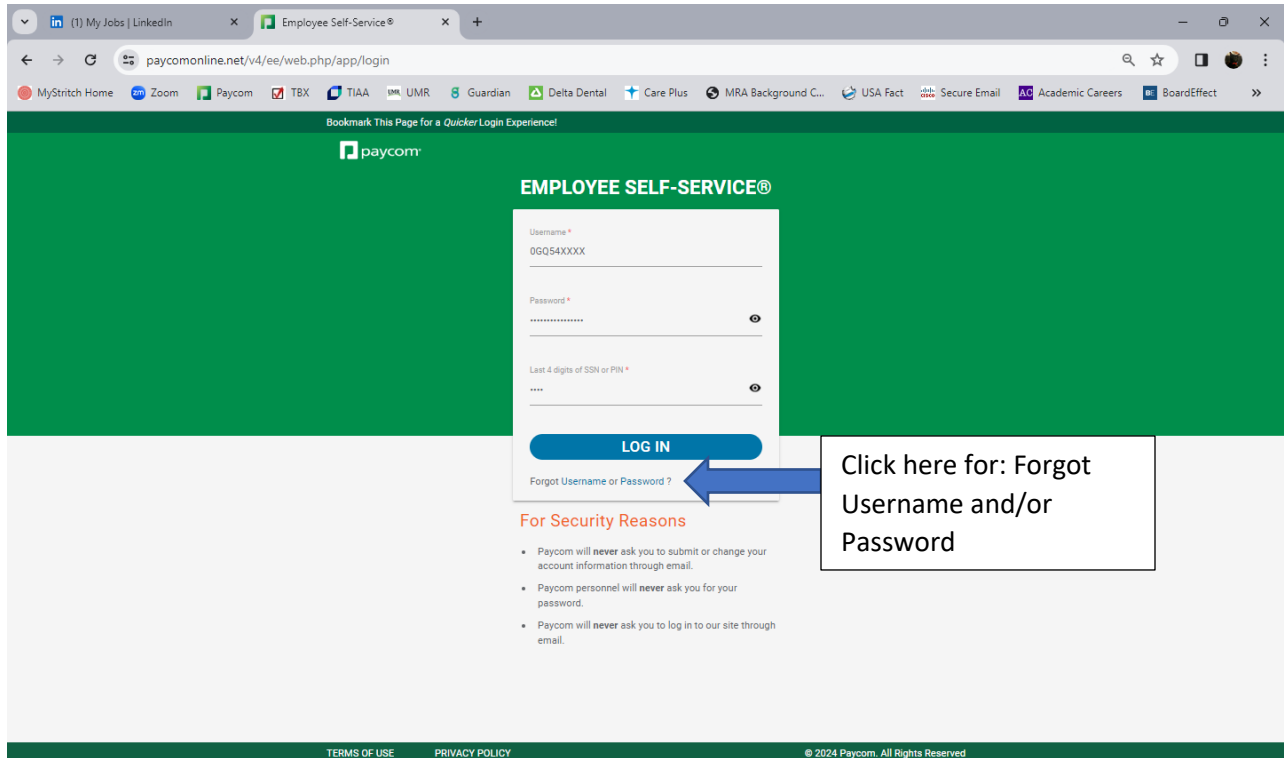 (1) My Jobs | LinkedIn
Employee Self-Service®
paycomonline.net/v4/ee/web.php/app/login
MyStritch Home zm Zoom Paycom TBX TIAA UMR UMR Guardian Delta Dental Care Plus MRA Background C... USA Fact Secure Email AC Academic Careers BE BoardEffect »
Bookmark This Page for a Quicker Login Experience!
paycom
EMPLOYEE SELF-SERVICE®
Username *
0GQ54XXXX
Password *
Last 4 digits of SSN or PIN *
LOG IN
Forgot Username or Password ?
Click here for: Forgot
Username and/or
Password
For Security Reasons
• Paycom will never ask you to submit or change your
account information through email.
• Paycom personnel will never ask you for your
password.
• Paycom will never ask you to log in to our site through
email.
TERMS OF USE PRIVACY POLICY © 2024 Paycom. All Rights Reserved